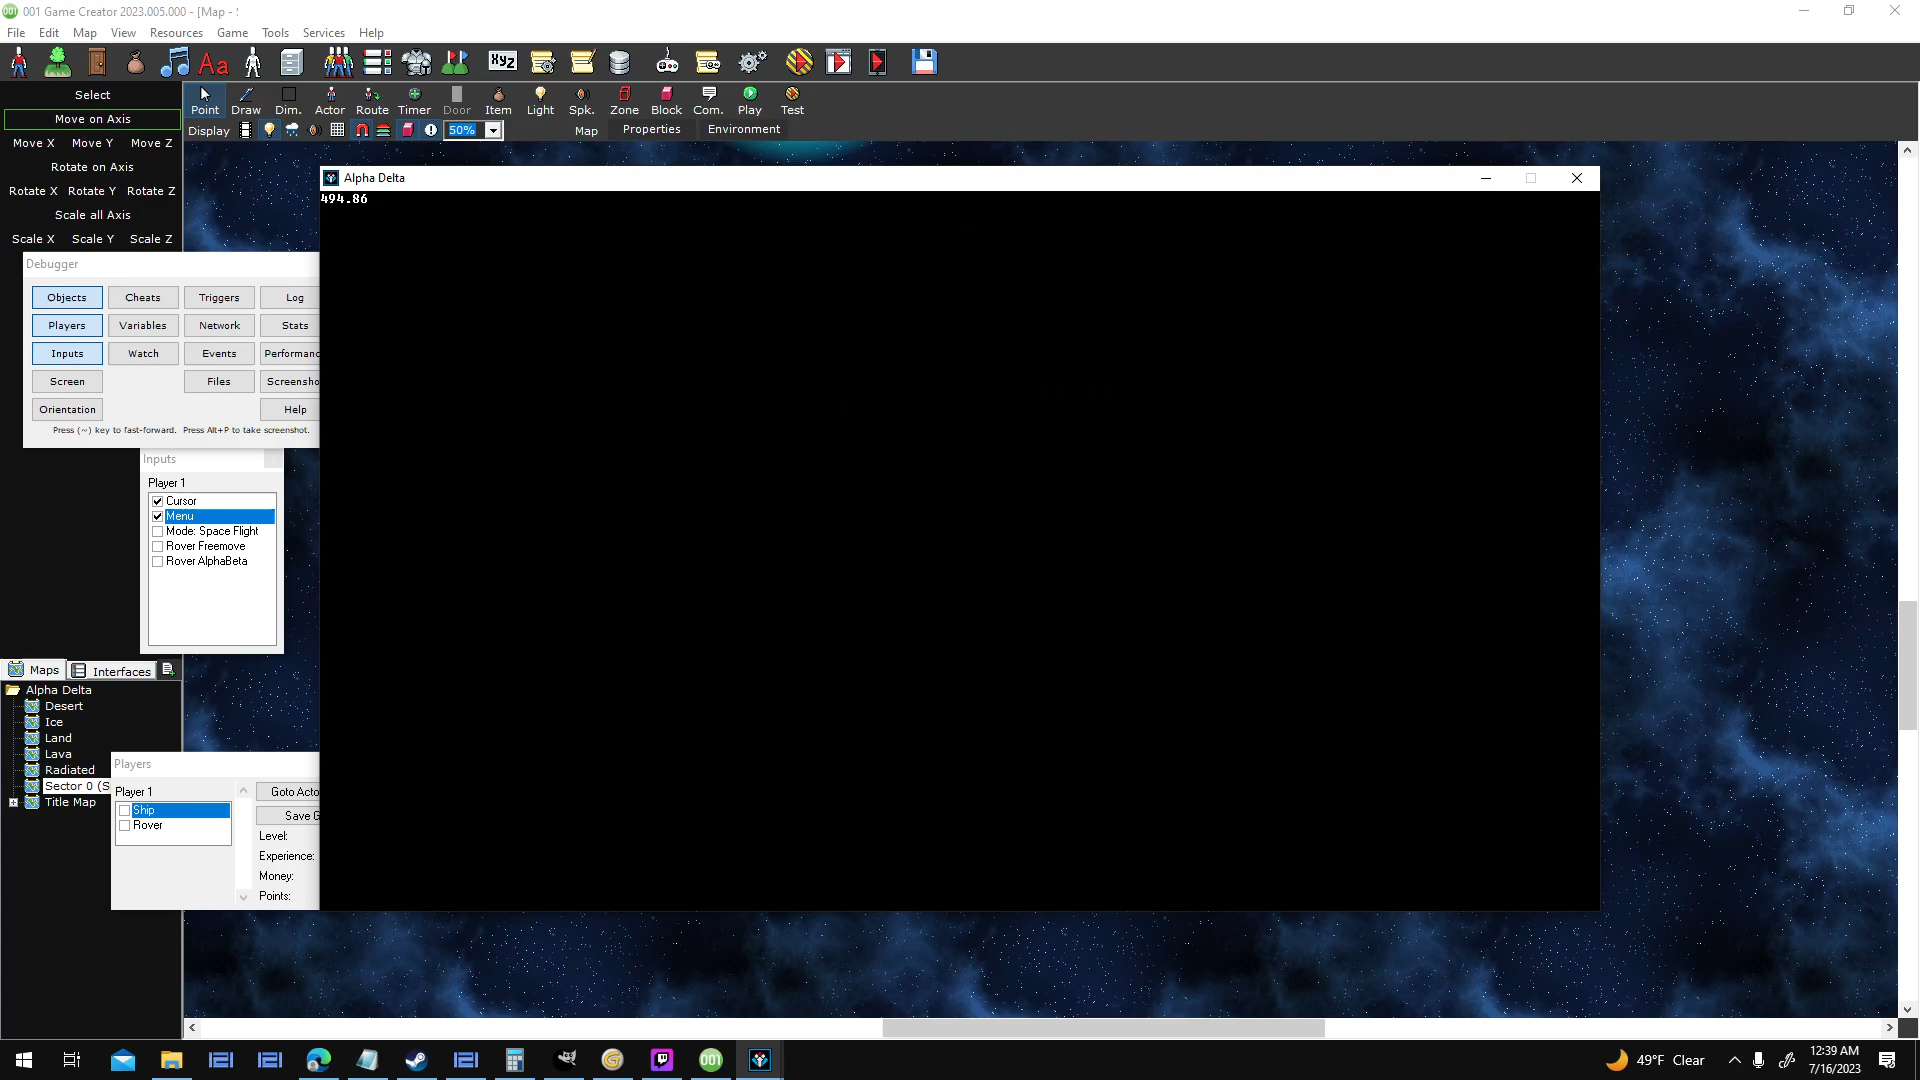 001 Game Creator 2023.005.000 - [Map -
File Edit Map View Resources Game Tools Services Help
Aa XYZ
Select
Point Draw Dim. Actor Route Timer Door Item Light Spk. Zone Block Com. Play Test
Move on Axis
Display 50% Map Properties Environment
Move X Move Y Move Z
Rotate on Axis
Rotate X Rotate Y Rotate Z
Scale all Axis
Scale X Scale Y Scale Z
Alpha Delta
494.86
Debugger
Objects Cheats Triggers Log
Players Variables Network Stats
Inputs Watch Events Performanc
Screen Files Screensho
Orientation Help
Press (~) key to fast-forward. Press Alt+P to take screenshot.
Inputs
Player 1
Cursor
Menu
Mode: Space Flight
Rover Freemove
Rover AlphaBeta
Maps Interfaces
Alpha Delta
Desert
Ice
Land
Lava
Radiated
Sector 0 (S
Title Map
Players
Player 1
Ship
Rover
Goto Acto
Save G
Level:
Experience:
Money:
Points:
001
49°F Clear
12:39 AM
7/16/2023